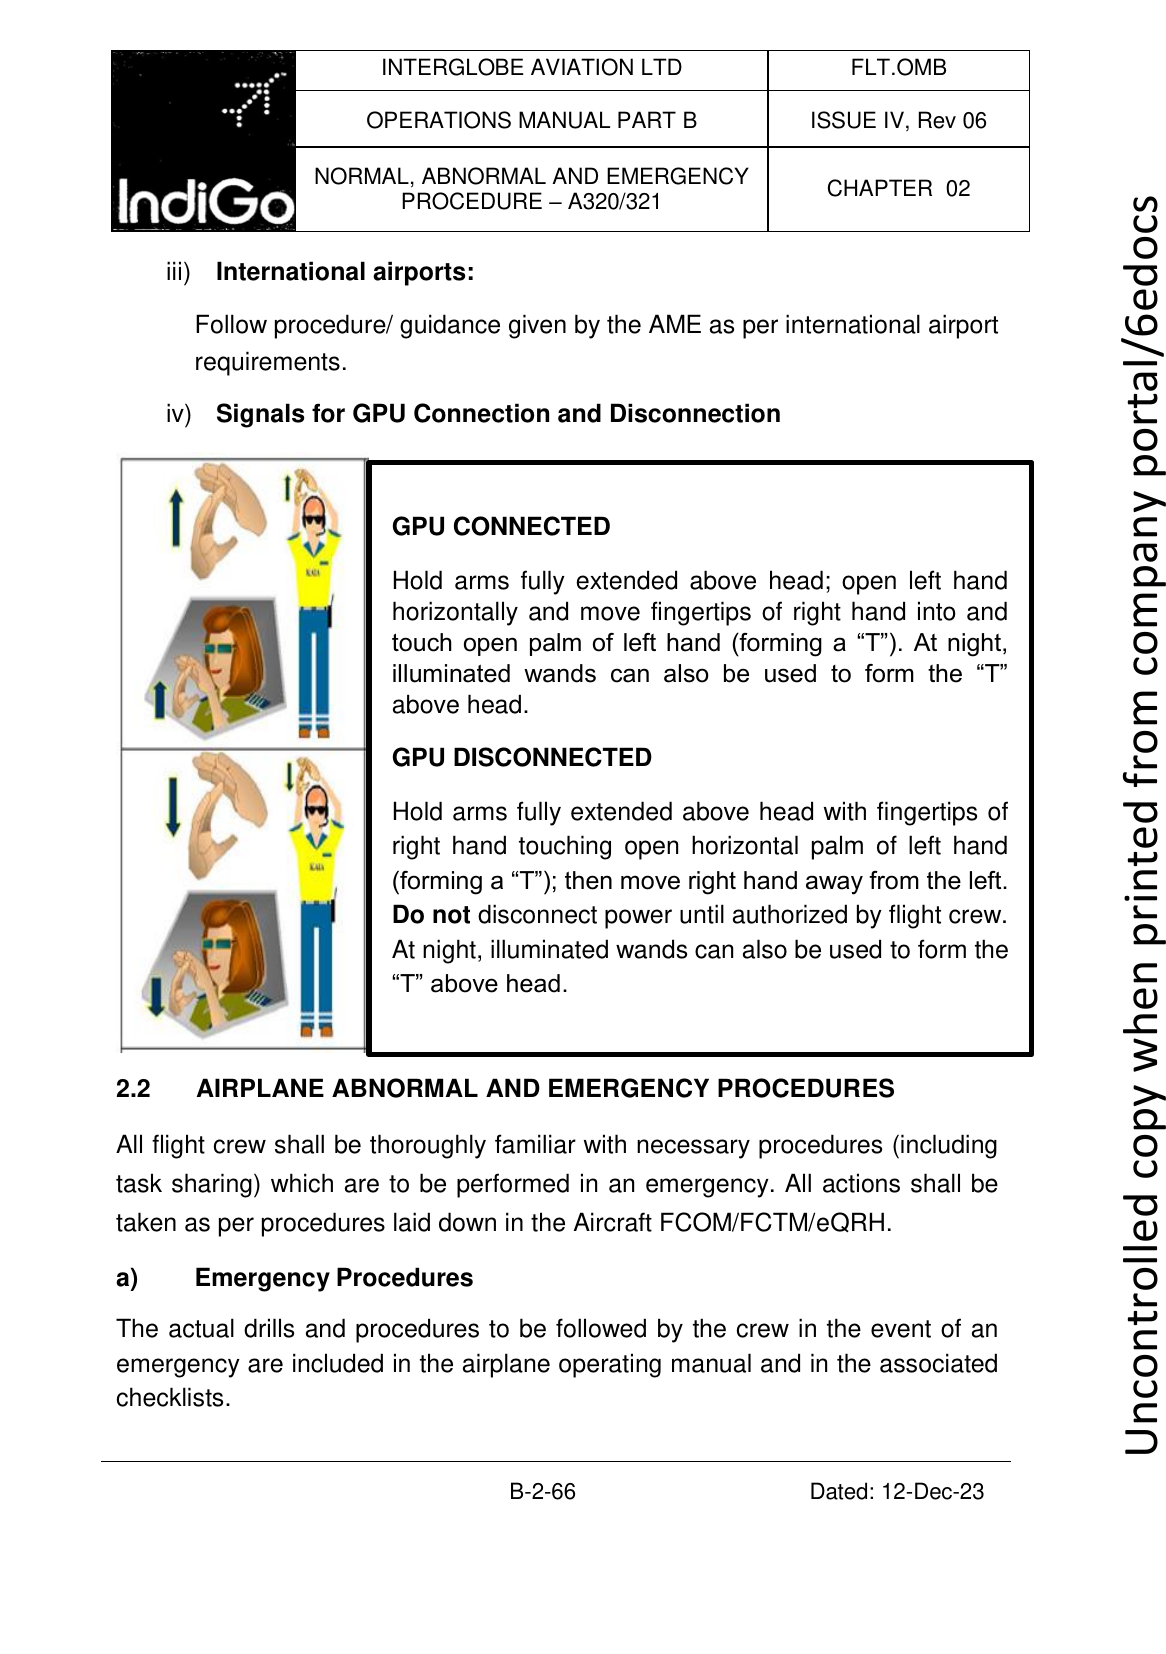 IndiGo
INTERGLOBE AVIATION LTD
FLT.OMB
OPERATIONS MANUAL PART B
ISSUE IV, Rev 06
NORMAL, ABNORMAL AND EMERGENCY
PROCEDURE – A320/321
CHAPTER 02
iii) International airports:
Follow procedure/ guidance given by the AME as per international airport
requirements.
iv) Signals for GPU Connection and Disconnection
GPU CONNECTED
Hold arms fully extended above head; open left hand
horizontally and move fingertips of right hand into and
touch open palm of left hand (forming a “T”). At night,
illuminated wands can also be used to form the “T”
above head.
GPU DISCONNECTED
Hold arms fully extended above head with fingertips of
right hand touching open horizontal palm of left hand
(forming a “T”); then move right hand away from the left.
Do not disconnect power until authorized by flight crew.
At night, illuminated wands can also be used to form the
“T” above head.
2.2 AIRPLANE ABNORMAL AND EMERGENCY PROCEDURES
All flight crew shall be thoroughly familiar with necessary procedures (including
task sharing) which are to be performed in an emergency. All actions shall be
taken as per procedures laid down in the Aircraft FCOM/FCTM/eQRH.
a) Emergency Procedures
The actual drills and procedures to be followed by the crew in the event of an
emergency are included in the airplane operating manual and in the associated
checklists.
B-2-66
Dated: 12-Dec-23
Uncontrolled copy when printed from company portal/6edocs